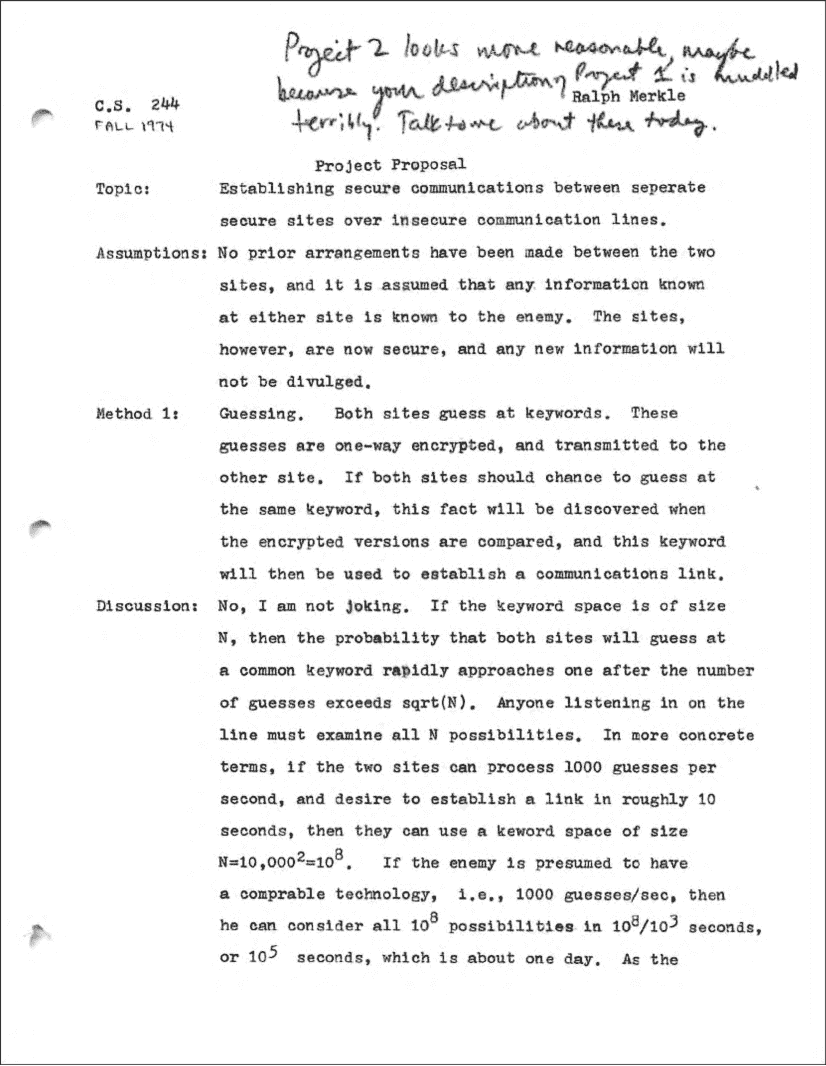 Project 2 looks more reasonable, maybe
because your description of Project 1 is muddled
Ralph Merkle
terribly. Talk to me about these today.
C.S. 244
FALL 1974
Project Proposal
Topic: Establishing secure communications between seperate
secure sites over insecure communication lines.
Assumptions: No prior arrangements have been made between the two
sites, and it is assumed that any information known
at either site is known to the enemy. The sites,
however, are now secure, and any new information will
not be divulged.
Method 1: Guessing. Both sites guess at keywords. These
guesses are one-way encrypted, and transmitted to the
other site. If both sites should chance to guess at
the same keyword, this fact will be discovered when
the encrypted versions are compared, and this keyword
will then be used to establish a communications link.
Discussion: No, I am not joking. If the keyword space is of size
N, then the probability that both sites will guess at
a common keyword rapidly approaches one after the number
of guesses exceeds sqrt(N). Anyone listening in on the
line must examine all N possibilities. In more concrete
terms, if the two sites can process 1000 guesses per
second, and desire to establish a link in roughly 10
seconds, then they can use a keword space of size
N=10,000²=10⁸. If the enemy is presumed to have
a comprable technology, i.e., 1000 guesses/sec, then
he can consider all 10⁸ possibilities in 10⁸/10³ seconds,
or 10⁵ seconds, which is about one day. As the